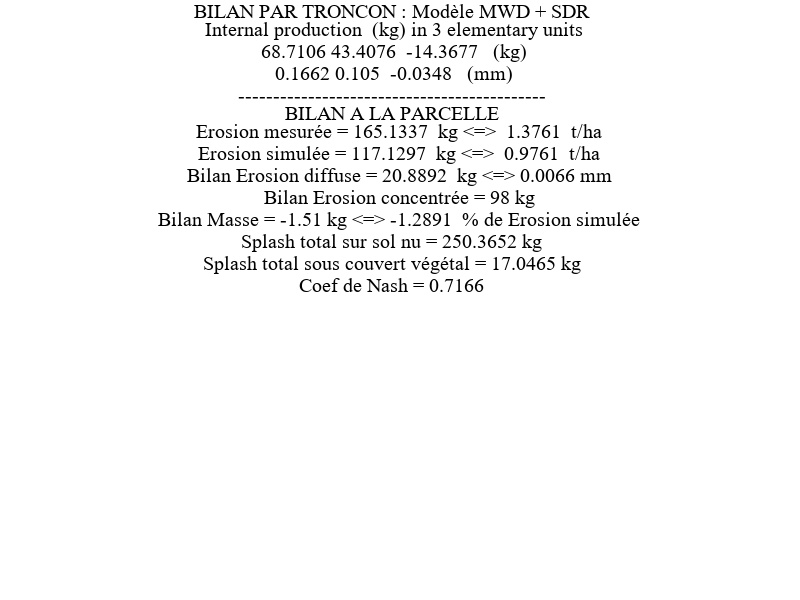 BILAN PAR TRONCON : Modèle MWD + SDR
Internal production  (kg) in 3 elementary units
68.7106 43.4076  -14.3677   (kg)
0.1662 0.105  -0.0348   (mm)
--------------------------------------------
BILAN A LA PARCELLE
Erosion mesurée = 165.1337  kg <=>  1.3761  t/ha
Erosion simulée = 117.1297  kg <=>  0.9761  t/ha
Bilan Erosion diffuse = 20.8892  kg <=> 0.0066 mm
Bilan Erosion concentrée = 98 kg
Bilan Masse = -1.51 kg <=> -1.2891  % de Erosion simulée
Splash total sur sol nu = 250.3652 kg
Splash total sous couvert végétal = 17.0465 kg
Coef de Nash = 0.7166